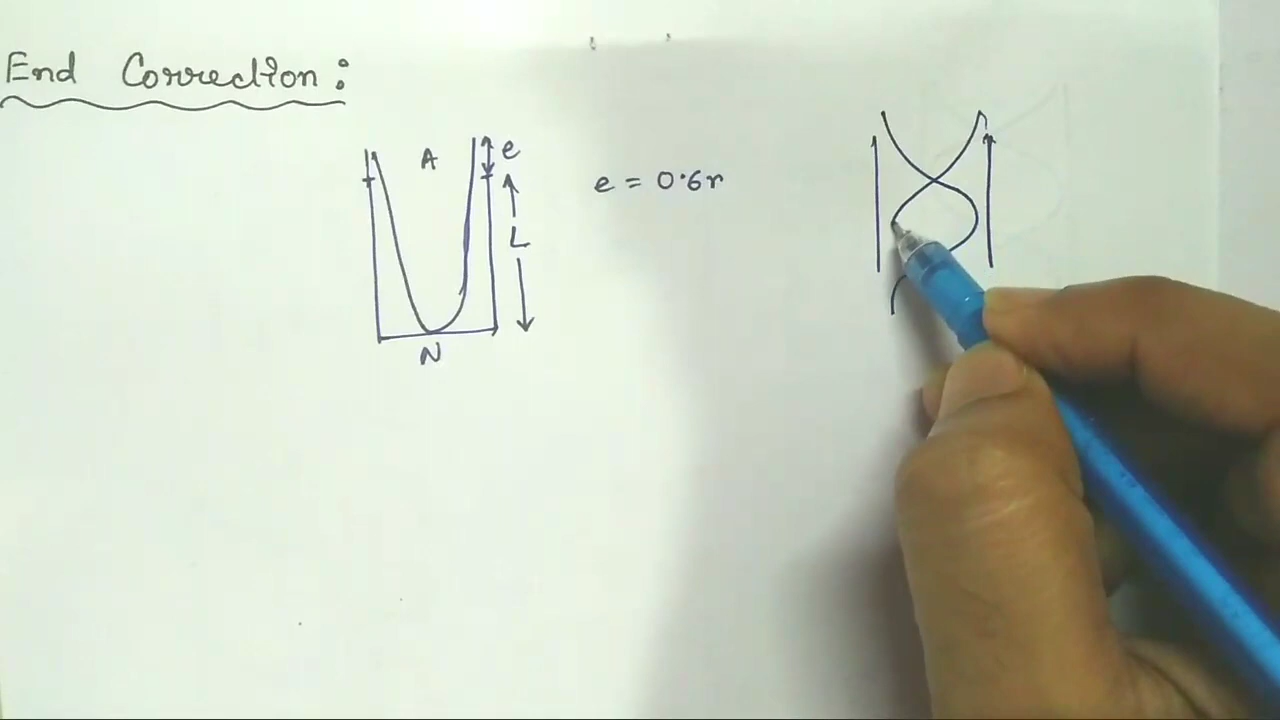 End Correction:
A
e
e = 0.6r
L
N